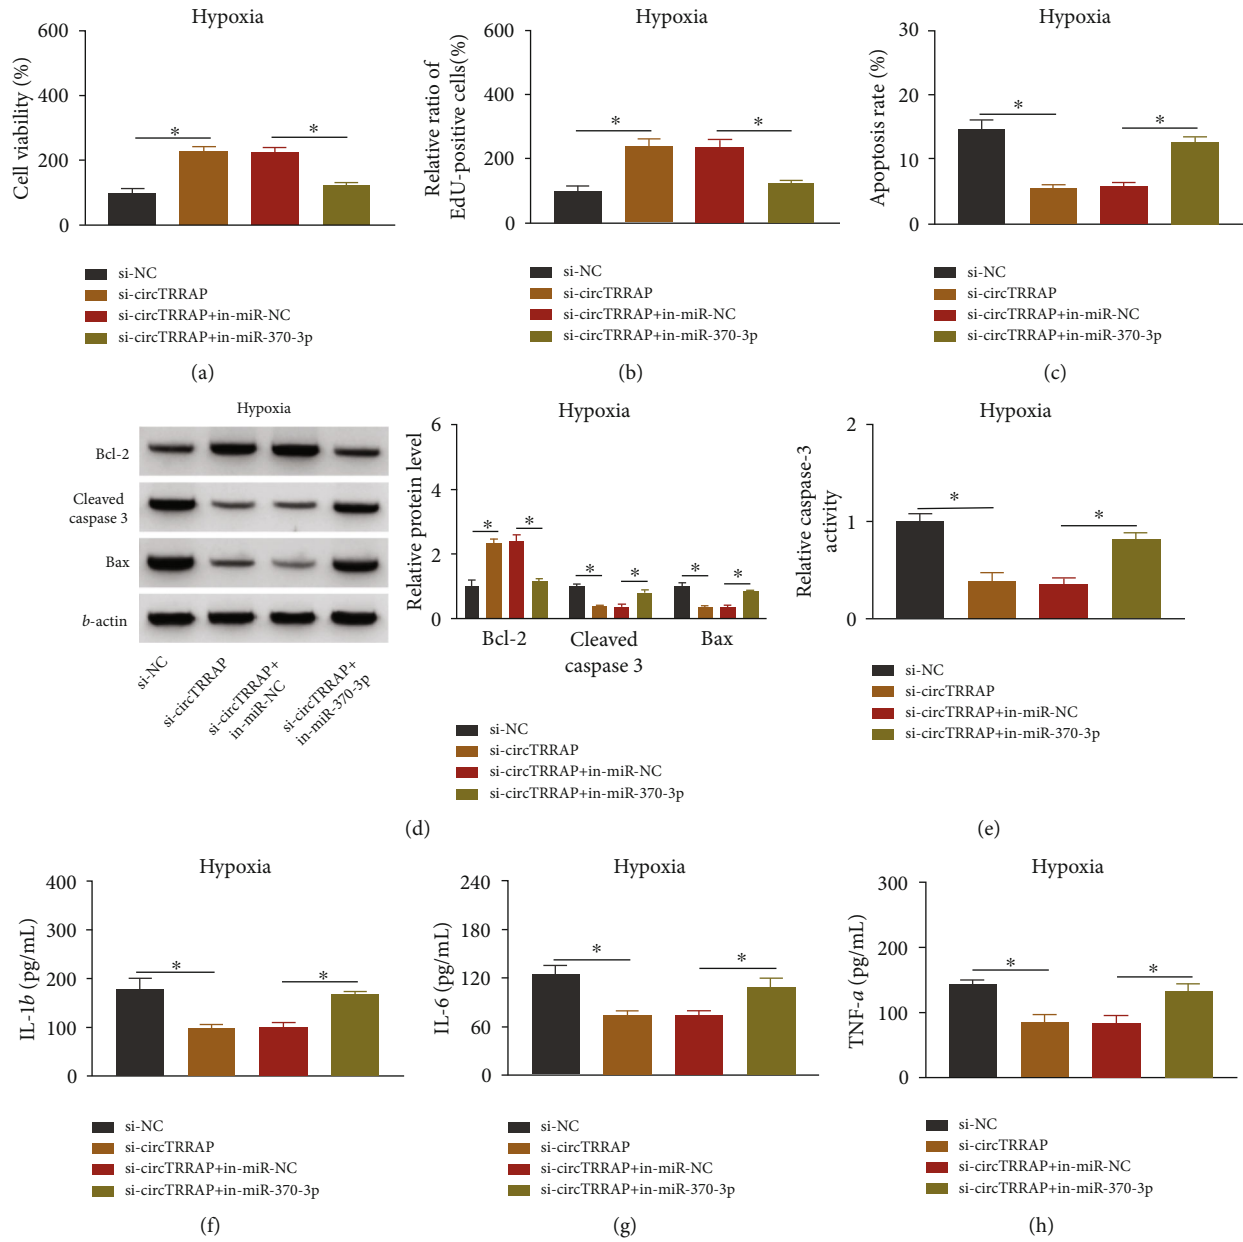 Hypoxia
Cell viability (%)
600
400
200
0
*
*
si-NC
si-circTRRAP
si-circTRRAP+in-miR-NC
si-circTRRAP+in-miR-370-3p
(a)
Hypoxia
Relative ratio of
EdU-positive cells(%)
600
400
200
0
*
*
si-NC
si-circTRRAP
si-circTRRAP+in-miR-NC
si-circTRRAP+in-miR-370-3p
(b)
Hypoxia
Apoptosis rate (%)
30
20
10
0
*
*
si-NC
si-circTRRAP
si-circTRRAP+in-miR-NC
si-circTRRAP+in-miR-370-3p
(c)
Hypoxia
Bcl-2
Cleaved
caspase 3
Bax
b-actin
si-NC
si-circTRRAP
si-circTRRAP+
in-miR-NC
si-circTRRAP+
in-miR-370-3p
Hypoxia
Relative protein level
6
4
2
0
*
*
*
*
*
*
Bcl-2
Cleaved
caspase 3
Bax
si-NC
si-circTRRAP
si-circTRRAP+in-miR-NC
si-circTRRAP+in-miR-370-3p
(d)
Hypoxia
Relative caspase-3
activity
2
1
0
*
*
si-NC
si-circTRRAP
si-circTRRAP+in-miR-NC
si-circTRRAP+in-miR-370-3p
(e)
Hypoxia
IL-1b (pg/mL)
400
300
200
100
0
*
*
si-NC
si-circTRRAP
si-circTRRAP+in-miR-NC
si-circTRRAP+in-miR-370-3p
(f)
Hypoxia
IL-6 (pg/mL)
240
180
120
60
0
*
*
si-NC
si-circTRRAP
si-circTRRAP+in-miR-NC
si-circTRRAP+in-miR-370-3p
(g)
Hypoxia
TNF-a (pg/mL)
300
200
100
0
*
*
si-NC
si-circTRRAP
si-circTRRAP+in-miR-NC
si-circTRRAP+in-miR-370-3p
(h)